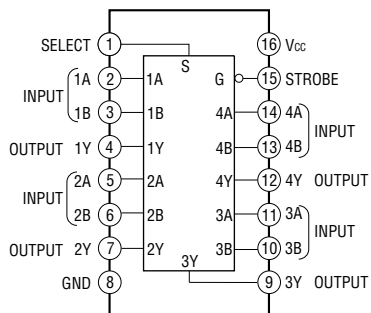 SELECT 1 S 16 Vcc
1A 2 1A G 15 STROBE
INPUT
1B 3 1B 4A 14 4A
INPUT
OUTPUT 1Y 4 1Y 4B 13 4B
2A 5 2A 4Y 12 4Y OUTPUT
INPUT
2B 6 2B 3A 11 3A
INPUT
OUTPUT 2Y 7 2Y 3B 10 3B
GND 8 3Y 9 3Y OUTPUT